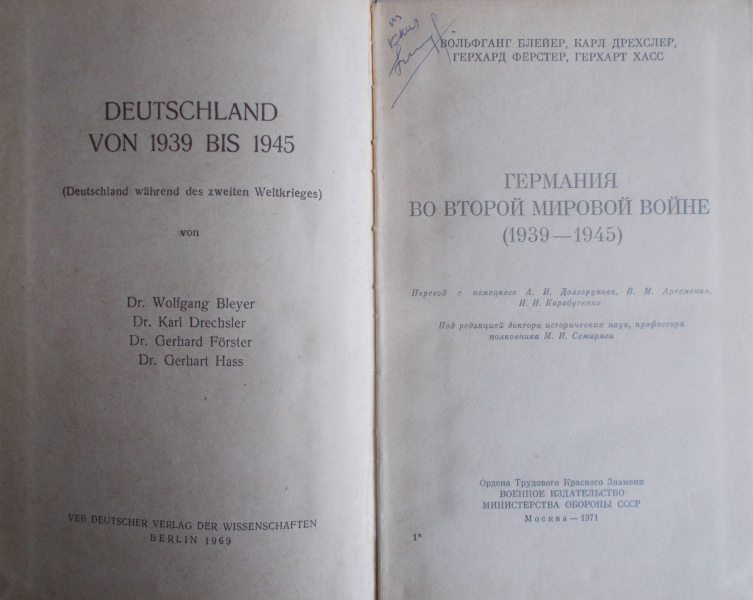 DEUTSCHLAND
VON 1939 BIS 1945
(Deutschland während des zweiten Weltkrieges)
von
Dr. Wolfgang Bleyer
Dr. Karl Drechsler
Dr. Gerhard Förster
Dr. Gerhart Hass
VEB DEUTSCHER VERLAG DER WISSENSCHAFTEN
BERLIN 1969
ВОЛЬФГАНГ БЛЕЙЕР, КАРЛ ДРЕХСЛЕР,
ГЕРХАРД ФЁРСТЕР, ГЕРХАРТ ХАСС
ГЕРМАНИЯ
ВО ВТОРОЙ МИРОВОЙ ВОЙНЕ
(1939—1945)
Перевод с немецкого А. И. Долгорукова, В. М. Артеменко,
И. И. Карабутенко
Под редакцией доктора исторических наук, профессора
полковника М. И. Семиряги
Ордена Трудового Красного Знамени
ВОЕННОЕ ИЗДАТЕЛЬСТВО
МИНИСТЕРСТВА ОБОРОНЫ СССР
Москва—1971
1*